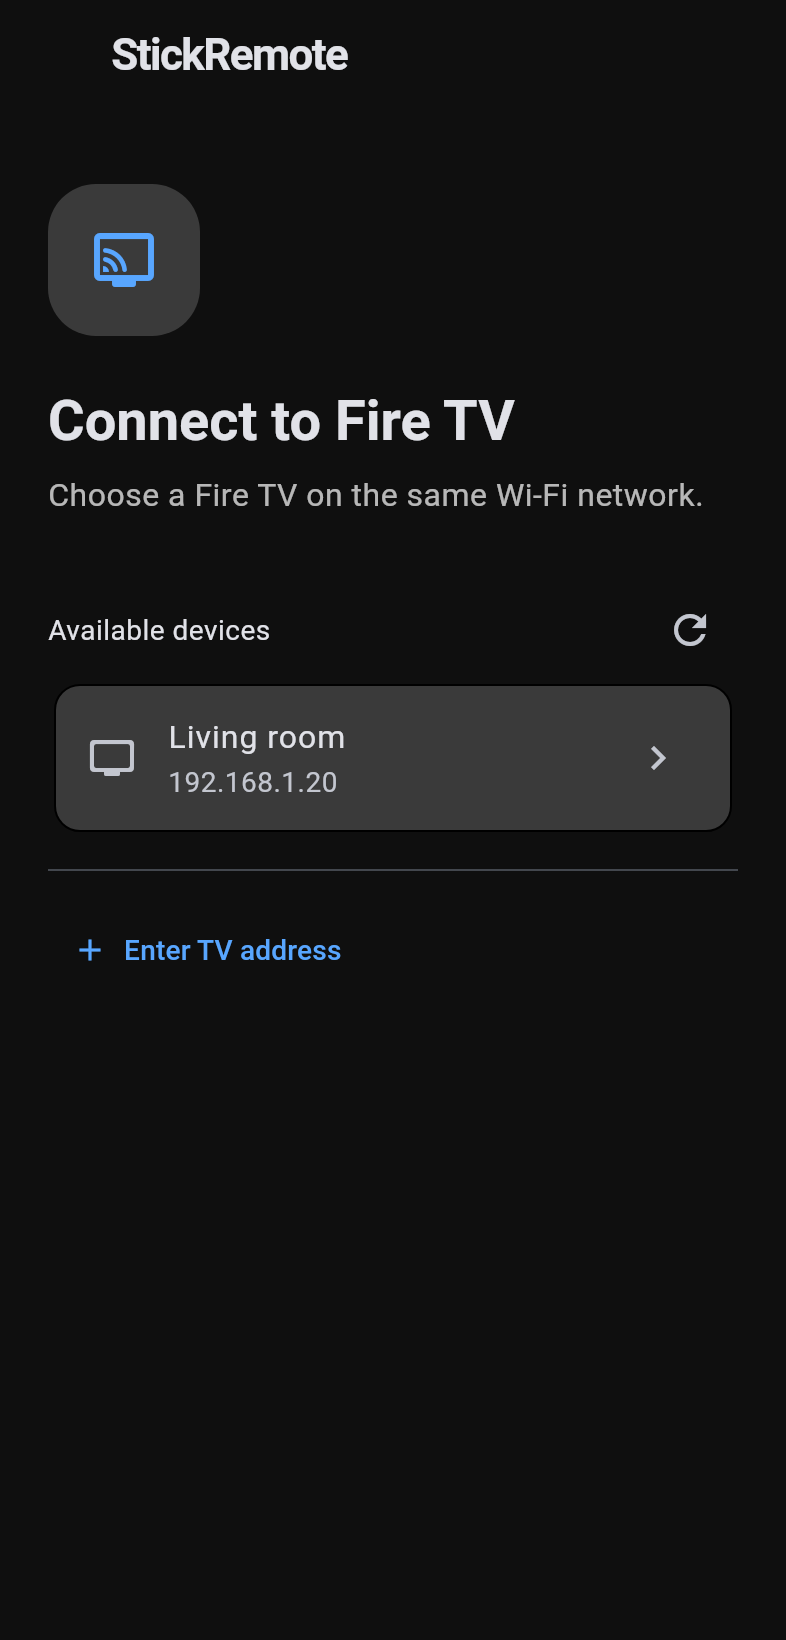 StickRemote
Connect to Fire TV
Choose a Fire TV on the same Wi-Fi network.
Available devices
Living room
192.168.1.20
Enter TV address